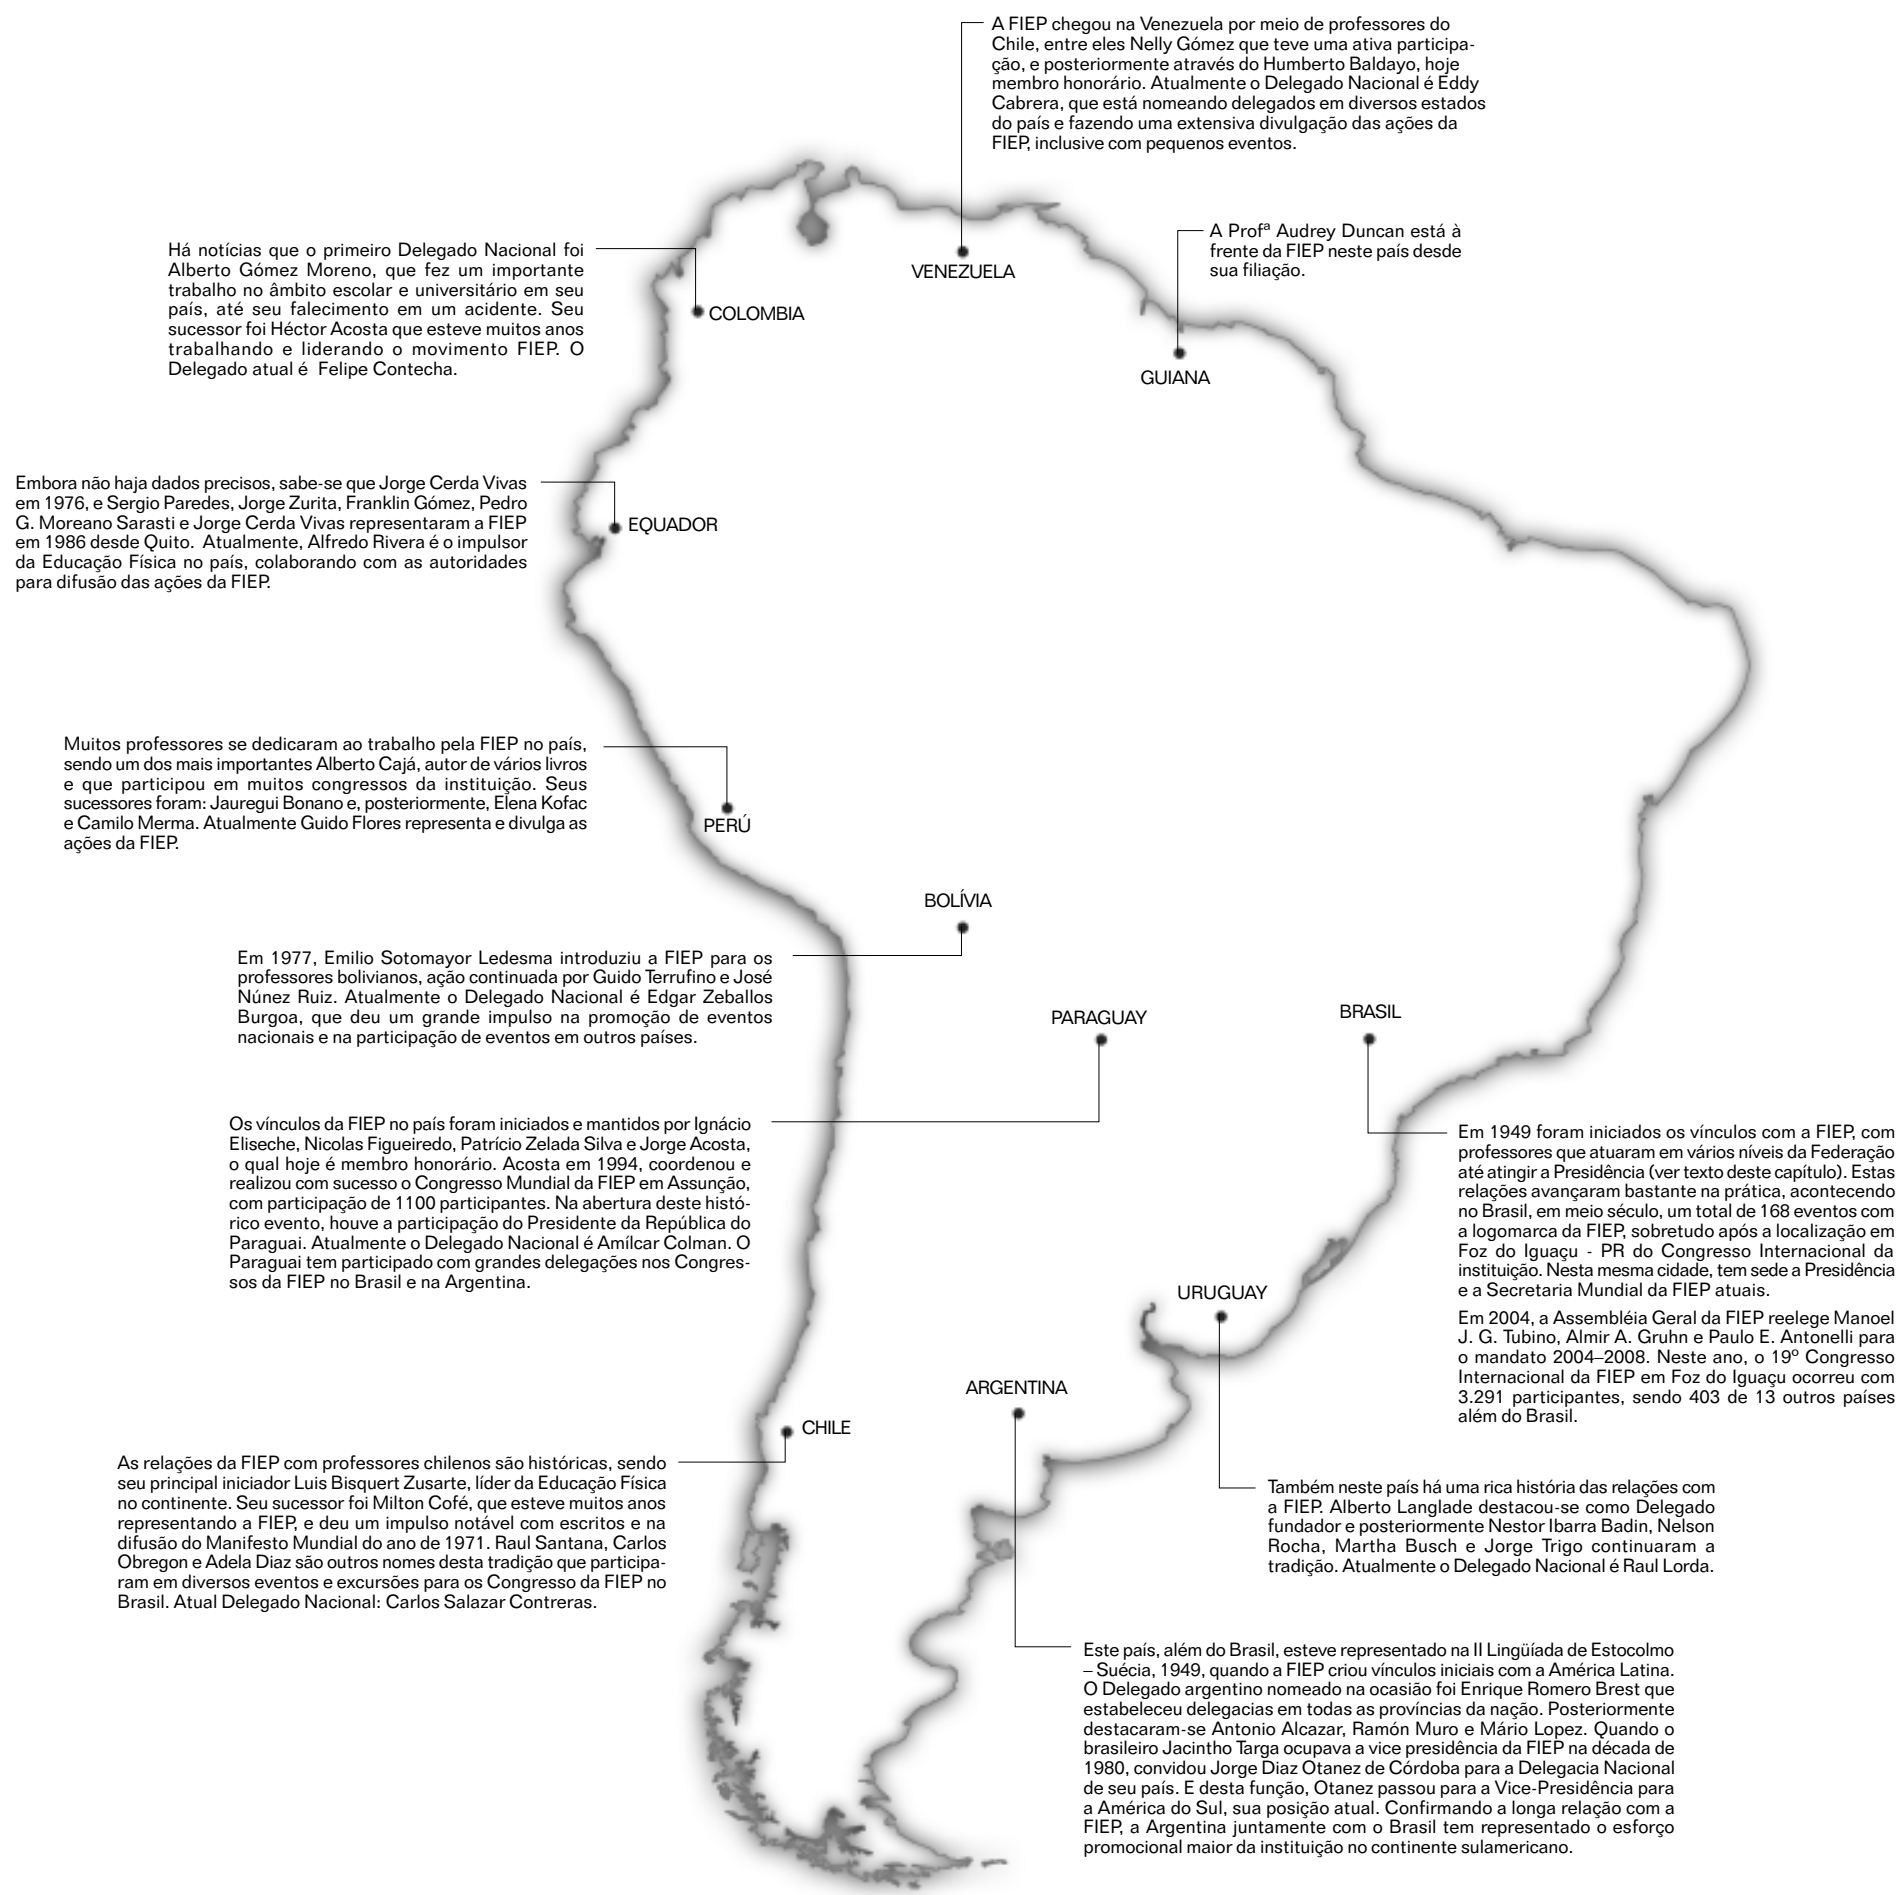 A FIEP chegou na Venezuela por meio de professores do
Chile, entre eles Nelly Gómez que teve uma ativa participa-
ção, e posteriormente através do Humberto Baldayo, hoje
membro honorário. Atualmente o Delegado Nacional é Eddy
Cabrera, que está nomeando delegados em diversos estados
do país e fazendo uma extensiva divulgação das ações da
FIEP, inclusive com pequenos eventos.
VENEZUELA
A Profª Audrey Duncan está à
frente da FIEP neste país desde
sua filiação.
GUIANA
Há notícias que o primeiro Delegado Nacional foi
Alberto Gómez Moreno, que fez um importante
trabalho no âmbito escolar e universitário em seu
país, até seu falecimento em um acidente. Seu
sucessor foi Héctor Acosta que esteve muitos anos
trabalhando e liderando o movimento FIEP. O
Delegado atual é Felipe Contecha.
COLOMBIA
Embora não haja dados precisos, sabe-se que Jorge Cerda Vivas
em 1976, e Sergio Paredes, Jorge Zurita, Franklin Gómez, Pedro
G. Moreano Sarasti e Jorge Cerda Vivas representaram a FIEP
em 1986 desde Quito. Atualmente, Alfredo Rivera é o impulsor
da Educação Física no país, colaborando com as autoridades
para difusão das ações da FIEP.
EQUADOR
Muitos professores se dedicaram ao trabalho pela FIEP no país,
sendo um dos mais importantes Alberto Cajá, autor de vários livros
e que participou em muitos congressos da instituição. Seus
sucessores foram: Jauregui Bonano e, posteriormente, Elena Kofac
e Camilo Merma. Atualmente Guido Flores representa e divulga as
ações da FIEP.
PERÚ
BOLÍVIA
Em 1977, Emilio Sotomayor Ledesma introduziu a FIEP para os
professores bolivianos, ação continuada por Guido Terrufino e José
Núnez Ruiz. Atualmente o Delegado Nacional é Edgar Zeballos
Burgoa, que deu um grande impulso na promoção de eventos
nacionais e na participação de eventos em outros países.
PARAGUAY
Os vínculos da FIEP no país foram iniciados e mantidos por Ignácio
Eliseche, Nicolas Figueiredo, Patrício Zelada Silva e Jorge Acosta,
o qual hoje é membro honorário. Acosta em 1994, coordenou e
realizou com sucesso o Congresso Mundial da FIEP em Assunção,
com participação de 1100 participantes. Na abertura deste histó-
rico evento, houve a participação do Presidente da República do
Paraguai. Atualmente o Delegado Nacional é Amílcar Colman. O
Paraguai tem participado com grandes delegações nos Congres-
sos da FIEP no Brasil e na Argentina.
BRASIL
Em 1949 foram iniciados os vínculos com a FIEP, com
professores que atuaram em vários níveis da Federação
até atingir a Presidência (ver texto deste capítulo). Estas
relações avançaram bastante na prática, acontecendo
no Brasil, em meio século, um total de 168 eventos com
a logomarca da FIEP, sobretudo após a localização em
Foz do Iguaçu - PR do Congresso Internacional da
instituição. Nesta mesma cidade, tem sede a Presidência
e a Secretaria Mundial da FIEP atuais.
Em 2004, a Assembléia Geral da FIEP reelege Manoel
J. G. Tubino, Almir A. Gruhn e Paulo E. Antonelli para
o mandato 2004–2008. Neste ano, o 19º Congresso
Internacional da FIEP em Foz do Iguaçu ocorreu com
3.291 participantes, sendo 403 de 13 outros países
além do Brasil.
URUGUAY
Também neste país há uma rica história das relações com
a FIEP. Alberto Langlade destacou-se como Delegado
fundador e posteriormente Nestor Ibarra Badin, Nelson
Rocha, Martha Busch e Jorge Trigo continuaram a
tradição. Atualmente o Delegado Nacional é Raul Lorda.
CHILE
As relações da FIEP com professores chilenos são históricas, sendo
seu principal iniciador Luis Bisquert Zusarte, líder da Educação Física
no continente. Seu sucessor foi Milton Cofé, que esteve muitos anos
representando a FIEP, e deu um impulso notável com escritos e na
difusão do Manifesto Mundial do ano de 1971. Raul Santana, Carlos
Obregon e Adela Diaz são outros nomes desta tradição que participa-
ram em diversos eventos e excursões para os Congresso da FIEP no
Brasil. Atual Delegado Nacional: Carlos Salazar Contreras.
ARGENTINA
Este país, além do Brasil, esteve representado na II Lingüíada de Estocolmo
– Suécia, 1949, quando a FIEP criou vínculos iniciais com a América Latina.
O Delegado argentino nomeado na ocasião foi Enrique Romero Brest que
estabeleceu delegacias em todas as províncias da nação. Posteriormente
destacaram-se Antonio Alcazar, Ramón Muro e Mário Lopez. Quando o
brasileiro Jacintho Targa ocupava a vice presidência da FIEP na década de
1980, convidou Jorge Diaz Otanez de Córdoba para a Delegacia Nacional
de seu país. E desta função, Otanez passou para a Vice-Presidência para
a América do Sul, sua posição atual. Confirmando a longa relação com a
FIEP, a Argentina juntamente com o Brasil tem representado o esforço
promocional maior da instituição no continente sulamericano.